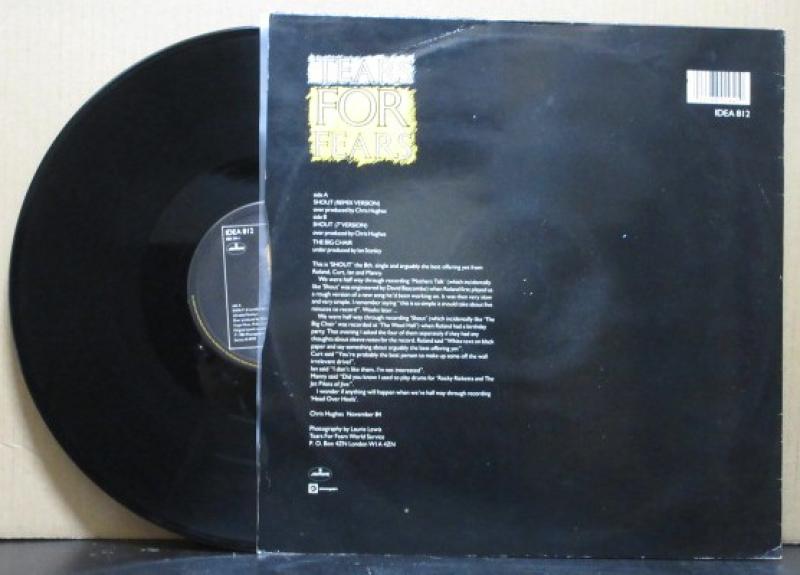 TEARS
FOR
FEARS
IDEA 812
side A
SHOUT (REMIX VERSION)
over produced by Chris Hughes
side B
SHOUT (7" VERSION)
over produced by Chris Hughes
THE BIG CHAIR
under produced by Ian Stanley
This is 'SHOUT' the 8th single and arguably the best offering yet from
Roland, Curt, Ian and Manny.
We were half way through recording 'Mothers Talk' (which incidentally
like 'Shout' was engineered by David Bascombe) when Roland first played us
a rough version of a new song he'd been working on. It was then very slow
and very simple. I remember saying "this is so simple it should take about five
minutes to record". Weeks later ...
We were half way through recording 'Shout' (which incidentally like 'The
Big Chair' was recorded at 'The Wool Hall') when Roland had a birthday
party. That evening I asked the four of them separately if they had any
thoughts about sleeve notes for the record. Roland said "White text on black
paper and say something about arguably the best offering yet".
Curt said "You're probably the best person to make up some off the wall
irrelevant drivel".
Ian said "I don't like them, I'm not interested".
Manny said "Did you know I used to play drums for 'Rocky Ricketts and The
Jet Pilots of Jive'".
I wonder if anything will happen when we're half way through recording
'Head Over Heels'.
Chris Hughes November 84
Photography by Laurie Lewis
Tears For Fears World Service
P. O. Box 4ZN London W1A 4ZN
IDEA 812